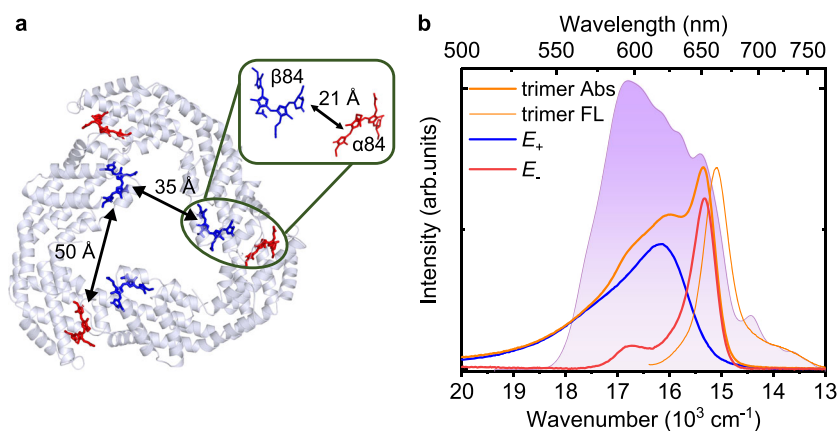 a
β84
21 Å
α84
35 Å
50 Å
b
Wavelength (nm)
500 550 600 650 700 750
trimer Abs
trimer FL
E+
E-
Intensity (arb.units)
20 19 18 17 16 15 14 13
Wavenumber (10³ cm⁻¹)